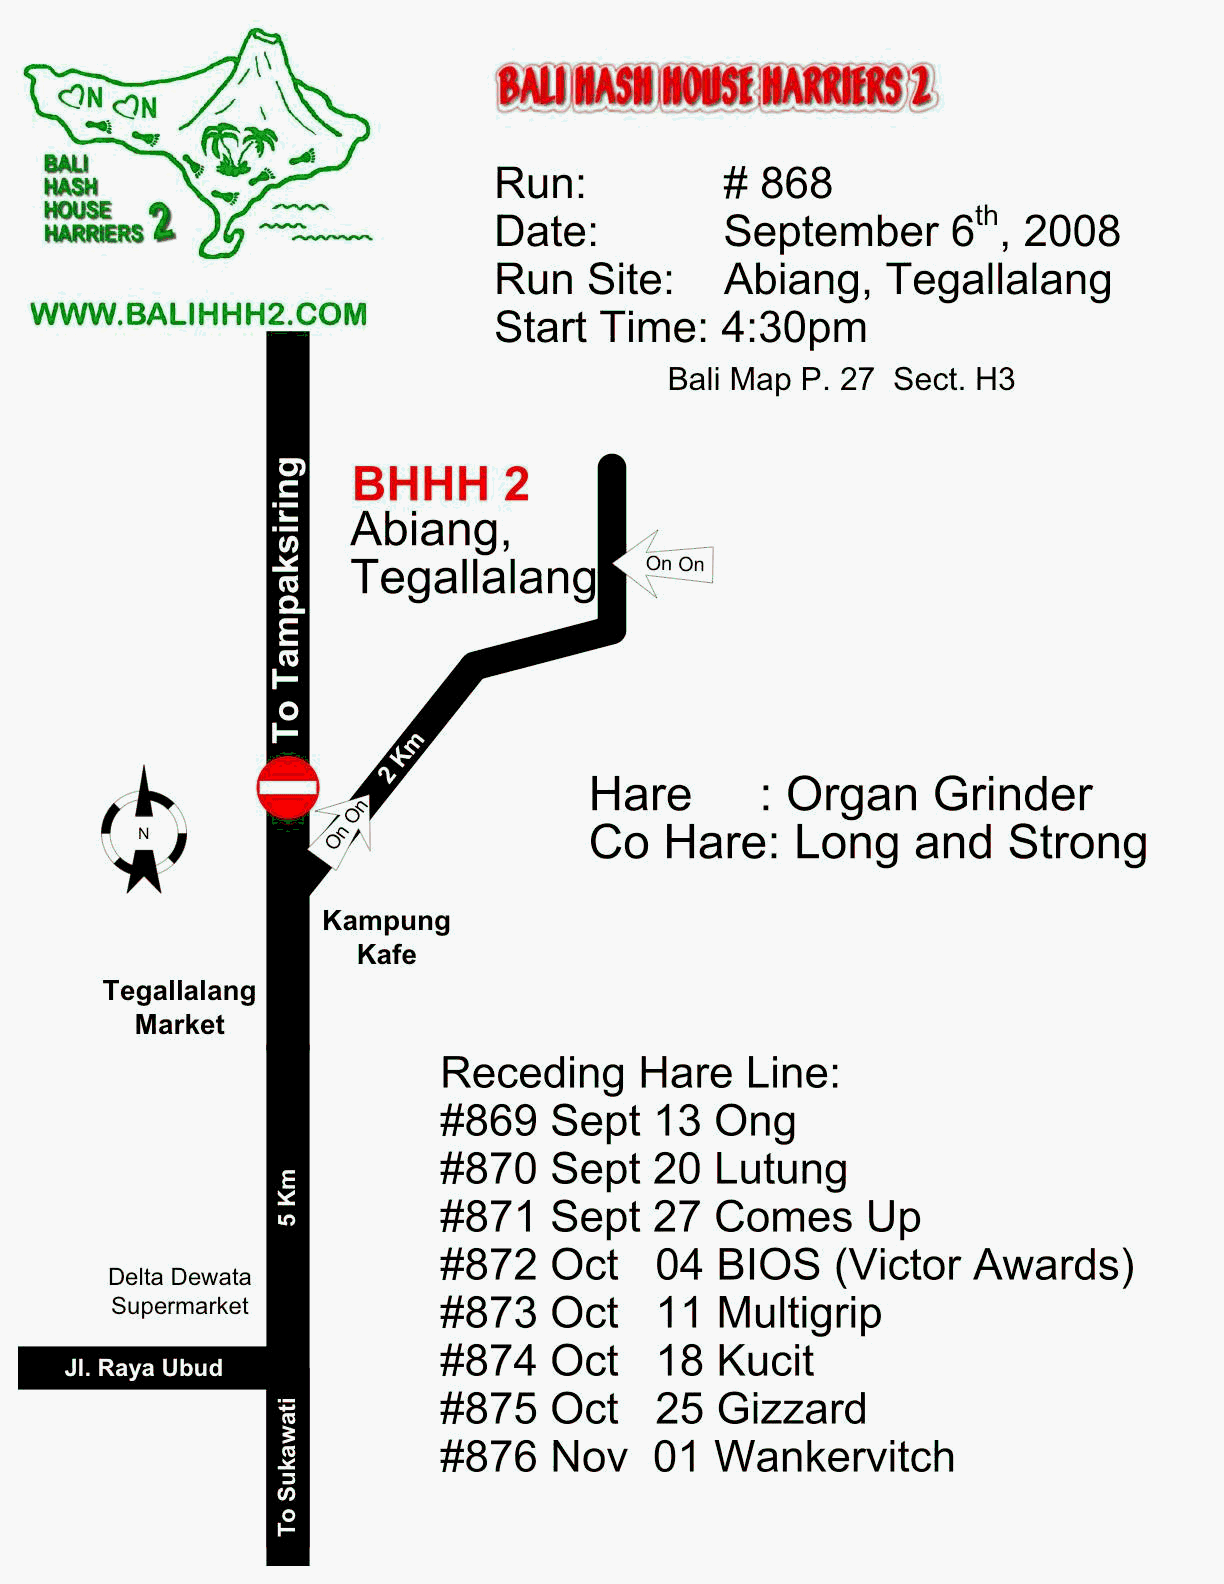 ON ON
BALI
HASH
HOUSE
HARRIERS 2
WWW.BALIHHH2.COM
BALI HASH HOUSE HARRIERS 2
Run: # 868
Date: September 6th, 2008
Run Site: Abiang, Tegallalang
Start Time: 4:30pm
Bali Map P. 27 Sect. H3
To Tampaksiring
BHHH 2
Abiang,
Tegallalang
On On
2 Km
On On
N
Hare : Organ Grinder
Co Hare: Long and Strong
Kampung
Kafe
Tegallalang
Market
5 Km
Delta Dewata
Supermarket
Jl. Raya Ubud
To Sukawati
Receding Hare Line:
#869 Sept 13 Ong
#870 Sept 20 Lutung
#871 Sept 27 Comes Up
#872 Oct 04 BIOS (Victor Awards)
#873 Oct 11 Multigrip
#874 Oct 18 Kucit
#875 Oct 25 Gizzard
#876 Nov 01 Wankervitch